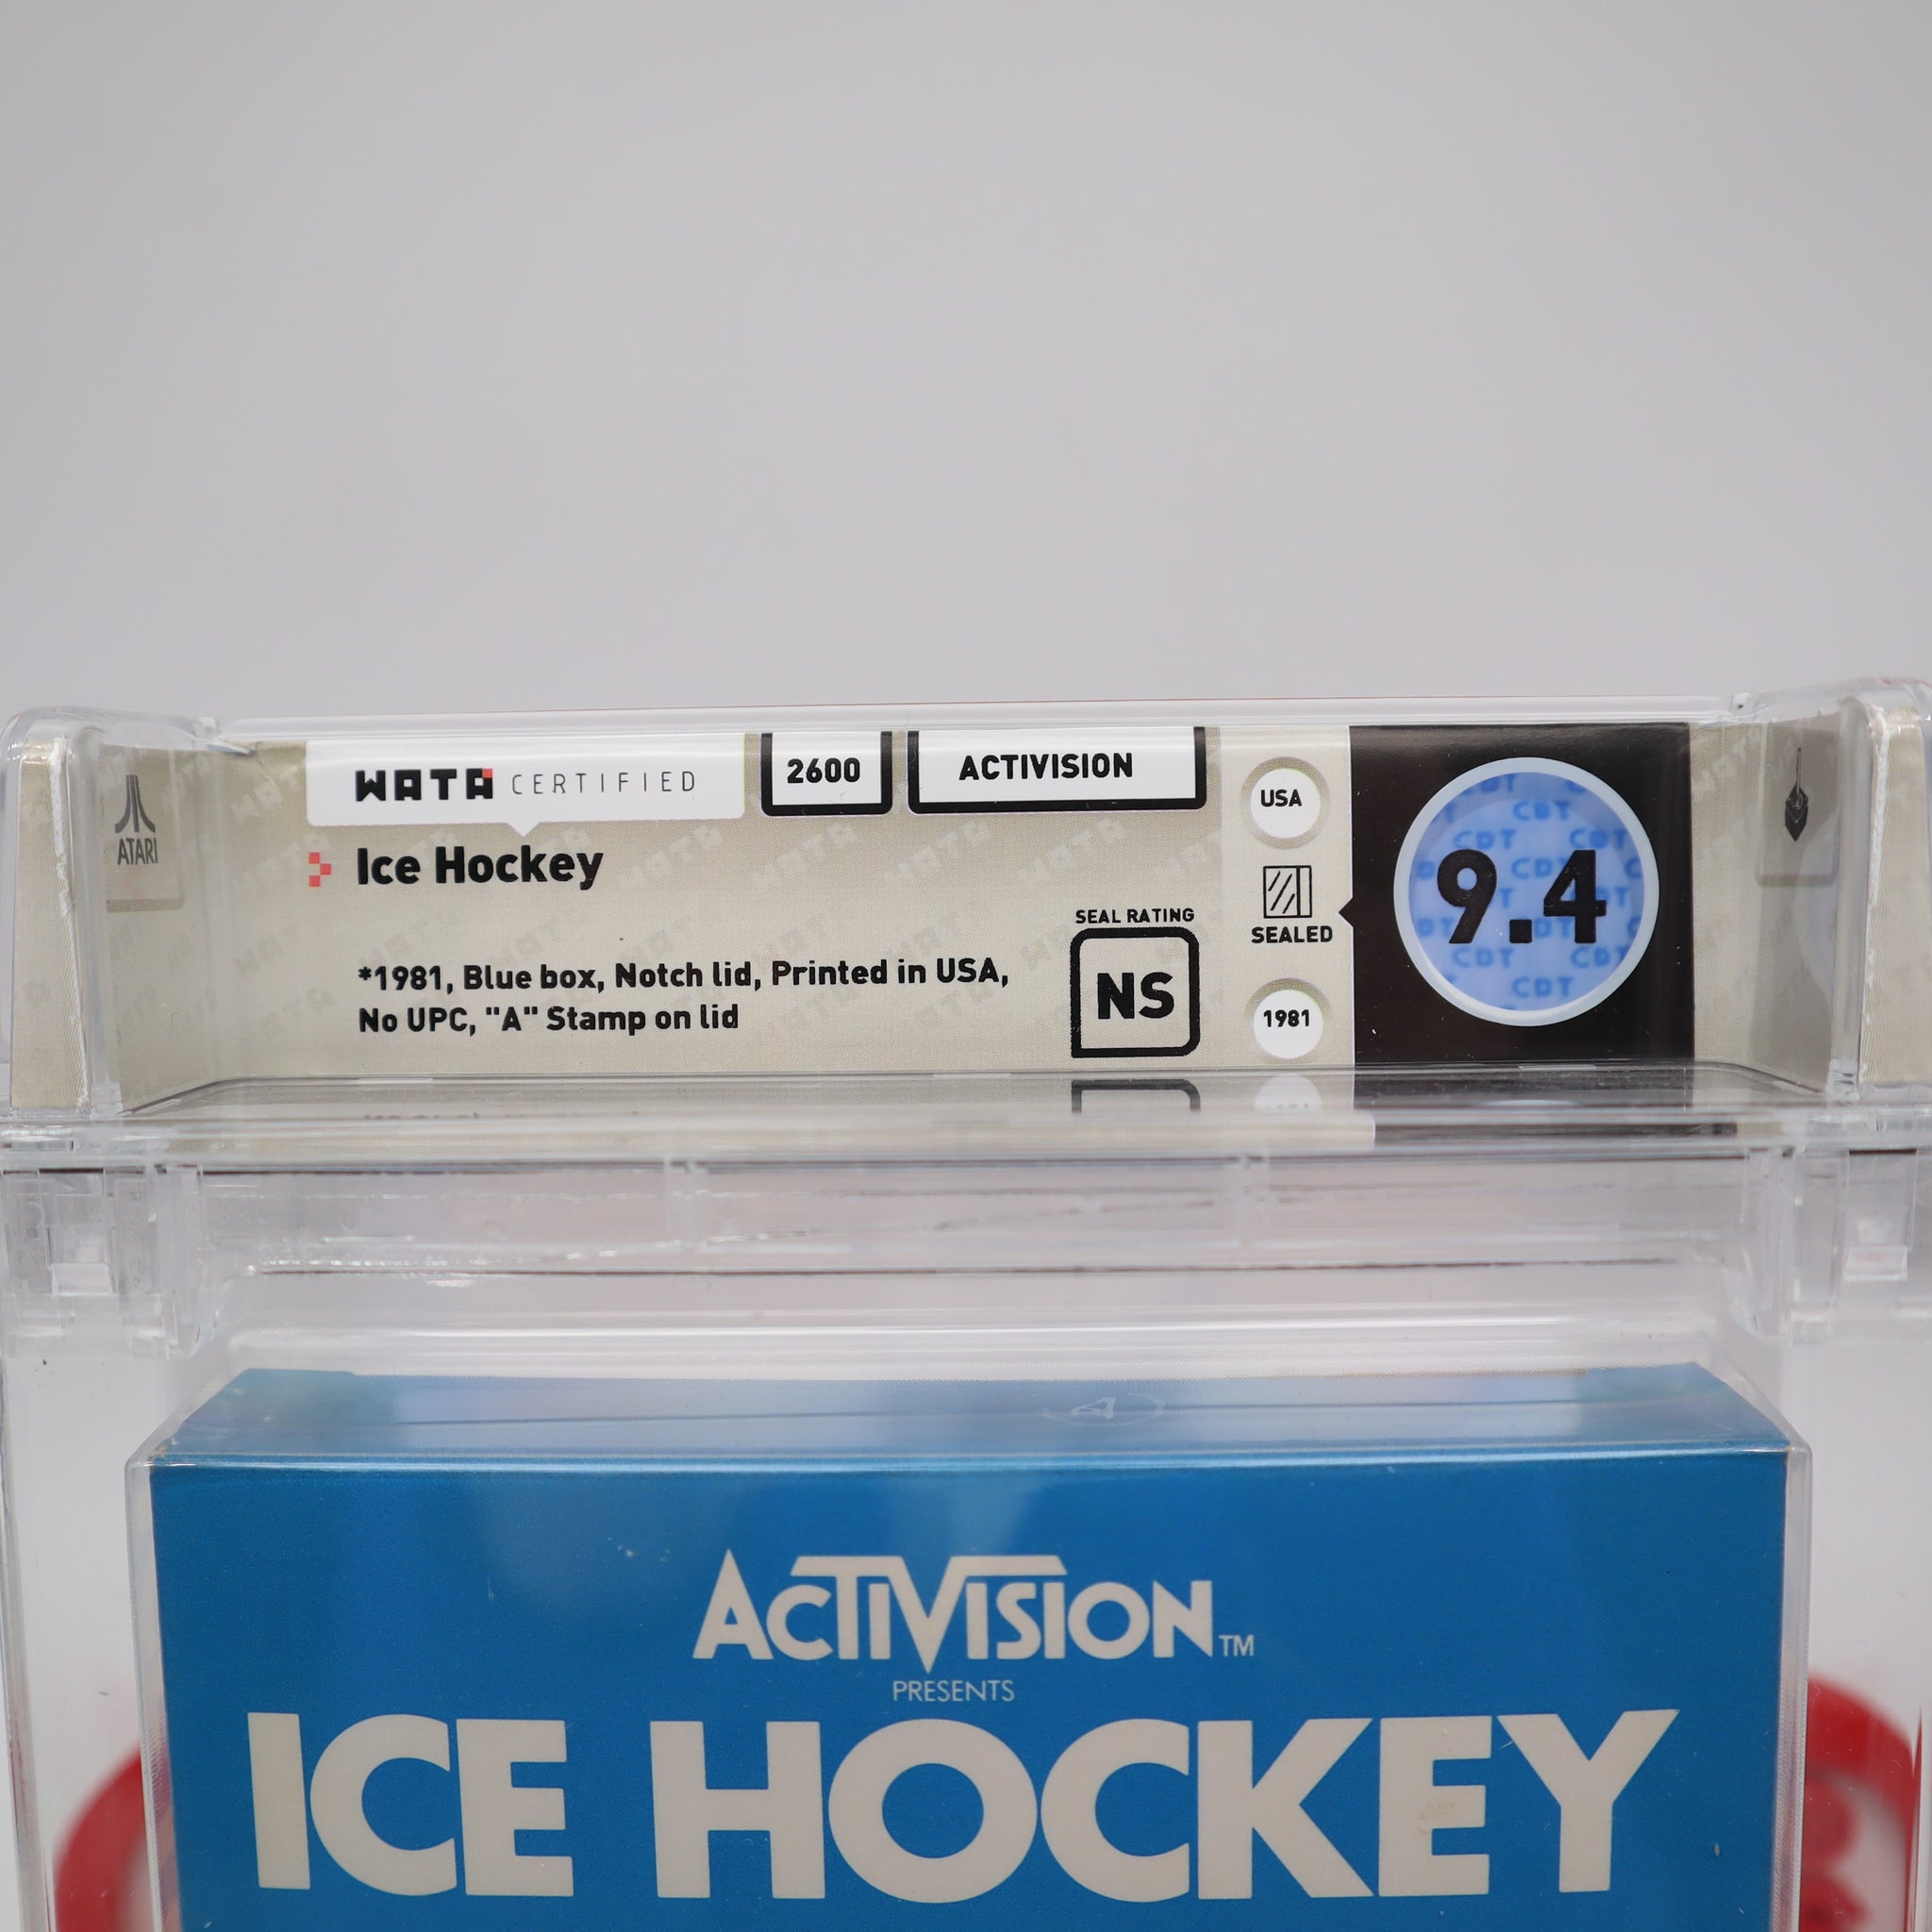 WATA CERTIFIED
2600
ACTIVISION
USA
ATARI
Ice Hockey
9.4
SEALED
SEAL RATING
NS
*1981, Blue box, Notch lid, Printed in USA,
No UPC, "A" Stamp on lid
1981
CDT
A
ACTIVISION™
PRESENTS
ICE HOCKEY